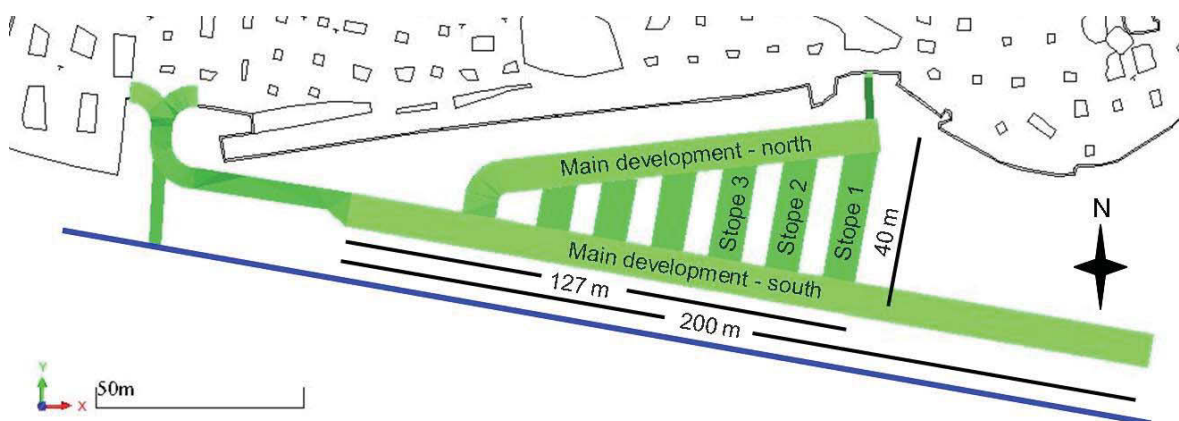 Main development - north
Stope 3
Stope 2
Stope 1
40 m
N
Main development - south
127 m
200 m
Y
X
50m